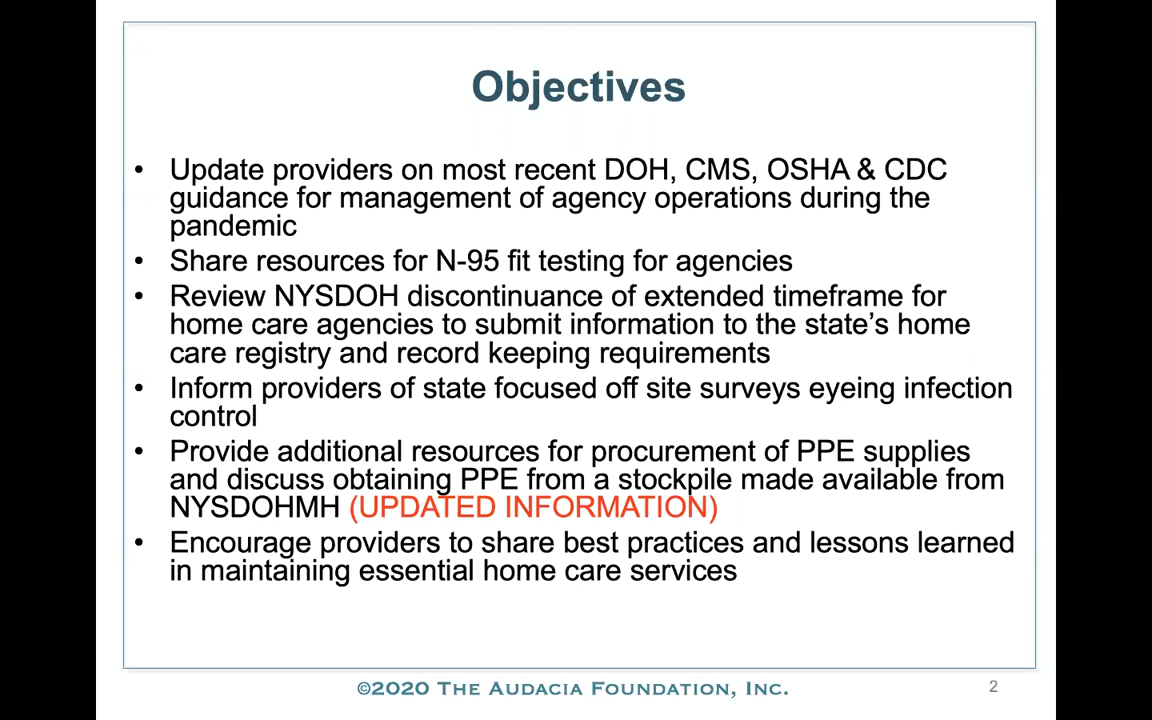 Objectives
• Update providers on most recent DOH, CMS, OSHA & CDC
guidance for management of agency operations during the
pandemic
• Share resources for N-95 fit testing for agencies
• Review NYSDOH discontinuance of extended timeframe for
home care agencies to submit information to the state’s home
care registry and record keeping requirements
• Inform providers of state focused off site surveys eyeing infection
control
• Provide additional resources for procurement of PPE supplies
and discuss obtaining PPE from a stockpile made available from
NYSDOHMH (UPDATED INFORMATION)
• Encourage providers to share best practices and lessons learned
in maintaining essential home care services
©2020 The Audacia Foundation, Inc.
2